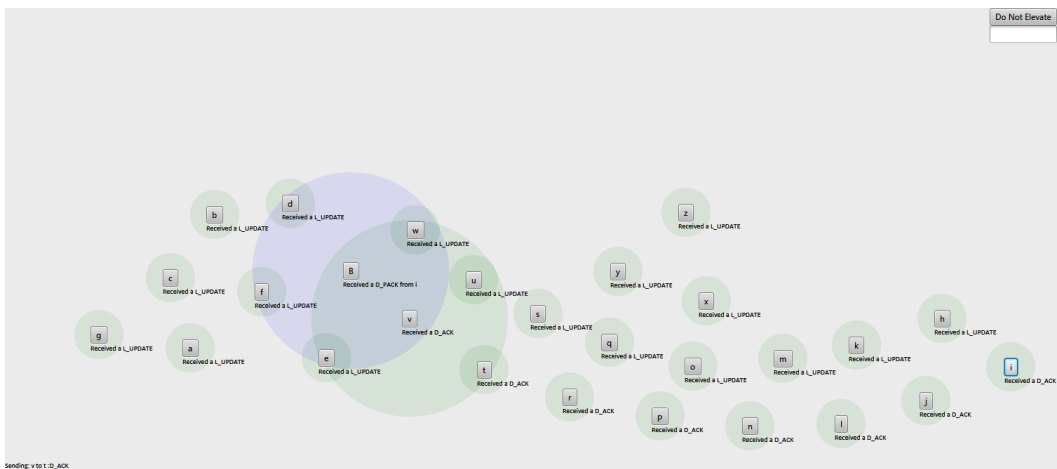 Do Not Elevate
d
Received a L_UPDATE
b
Received a L_UPDATE
z
Received a L_UPDATE
w
Received a L_UPDATE
B
Received a D_PACK from i
y
Received a L_UPDATE
c
Received a L_UPDATE
u
Received a L_UPDATE
f
Received a L_UPDATE
x
Received a L_UPDATE
s
Received a L_UPDATE
v
Received a D_ACK
h
Received a L_UPDATE
g
Received a L_UPDATE
q
Received a L_UPDATE
k
Received a L_UPDATE
a
Received a L_UPDATE
e
Received a L_UPDATE
m
Received a L_UPDATE
o
Received a L_UPDATE
i
Received a D_ACK
t
Received a D_ACK
r
Received a D_ACK
j
Received a D_ACK
p
Received a D_ACK
l
Received a D_ACK
n
Received a D_ACK
Sending: v to t :D_ACK